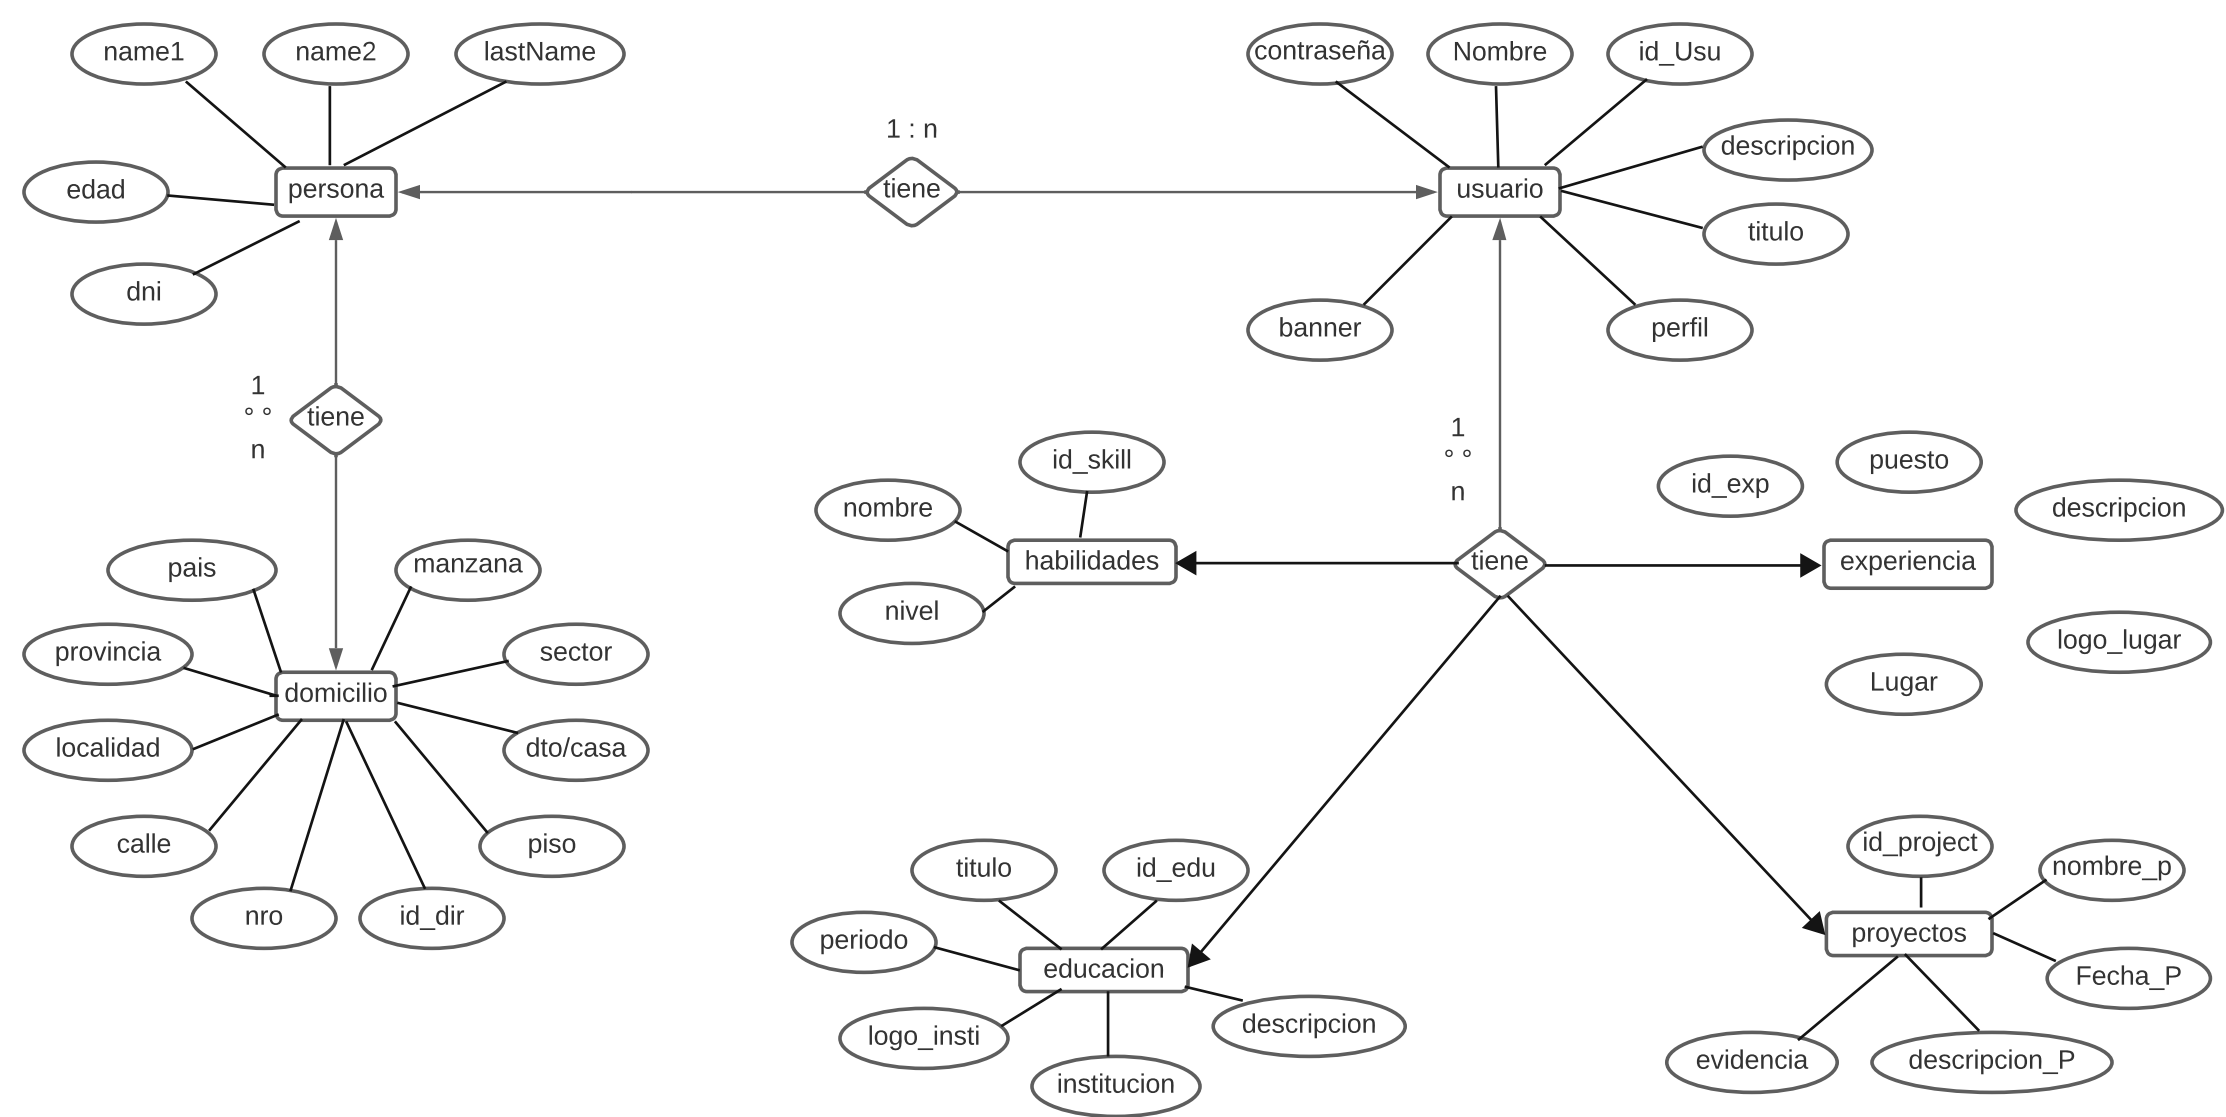 name1
name2
lastName
contraseña
Nombre
id_Usu
1 : n
descripcion
edad
persona
tiene
usuario
titulo
dni
banner
perfil
1
° °
n
tiene
1
° °
n
id_skill
id_exp
puesto
nombre
descripcion
habilidades
tiene
experiencia
nivel
pais
manzana
provincia
sector
logo_lugar
Lugar
domicilio
localidad
dto/casa
calle
piso
nro
id_dir
titulo
id_edu
id_project
nombre_p
periodo
educacion
proyectos
Fecha_P
logo_insti
descripcion
institucion
evidencia
descripcion_P